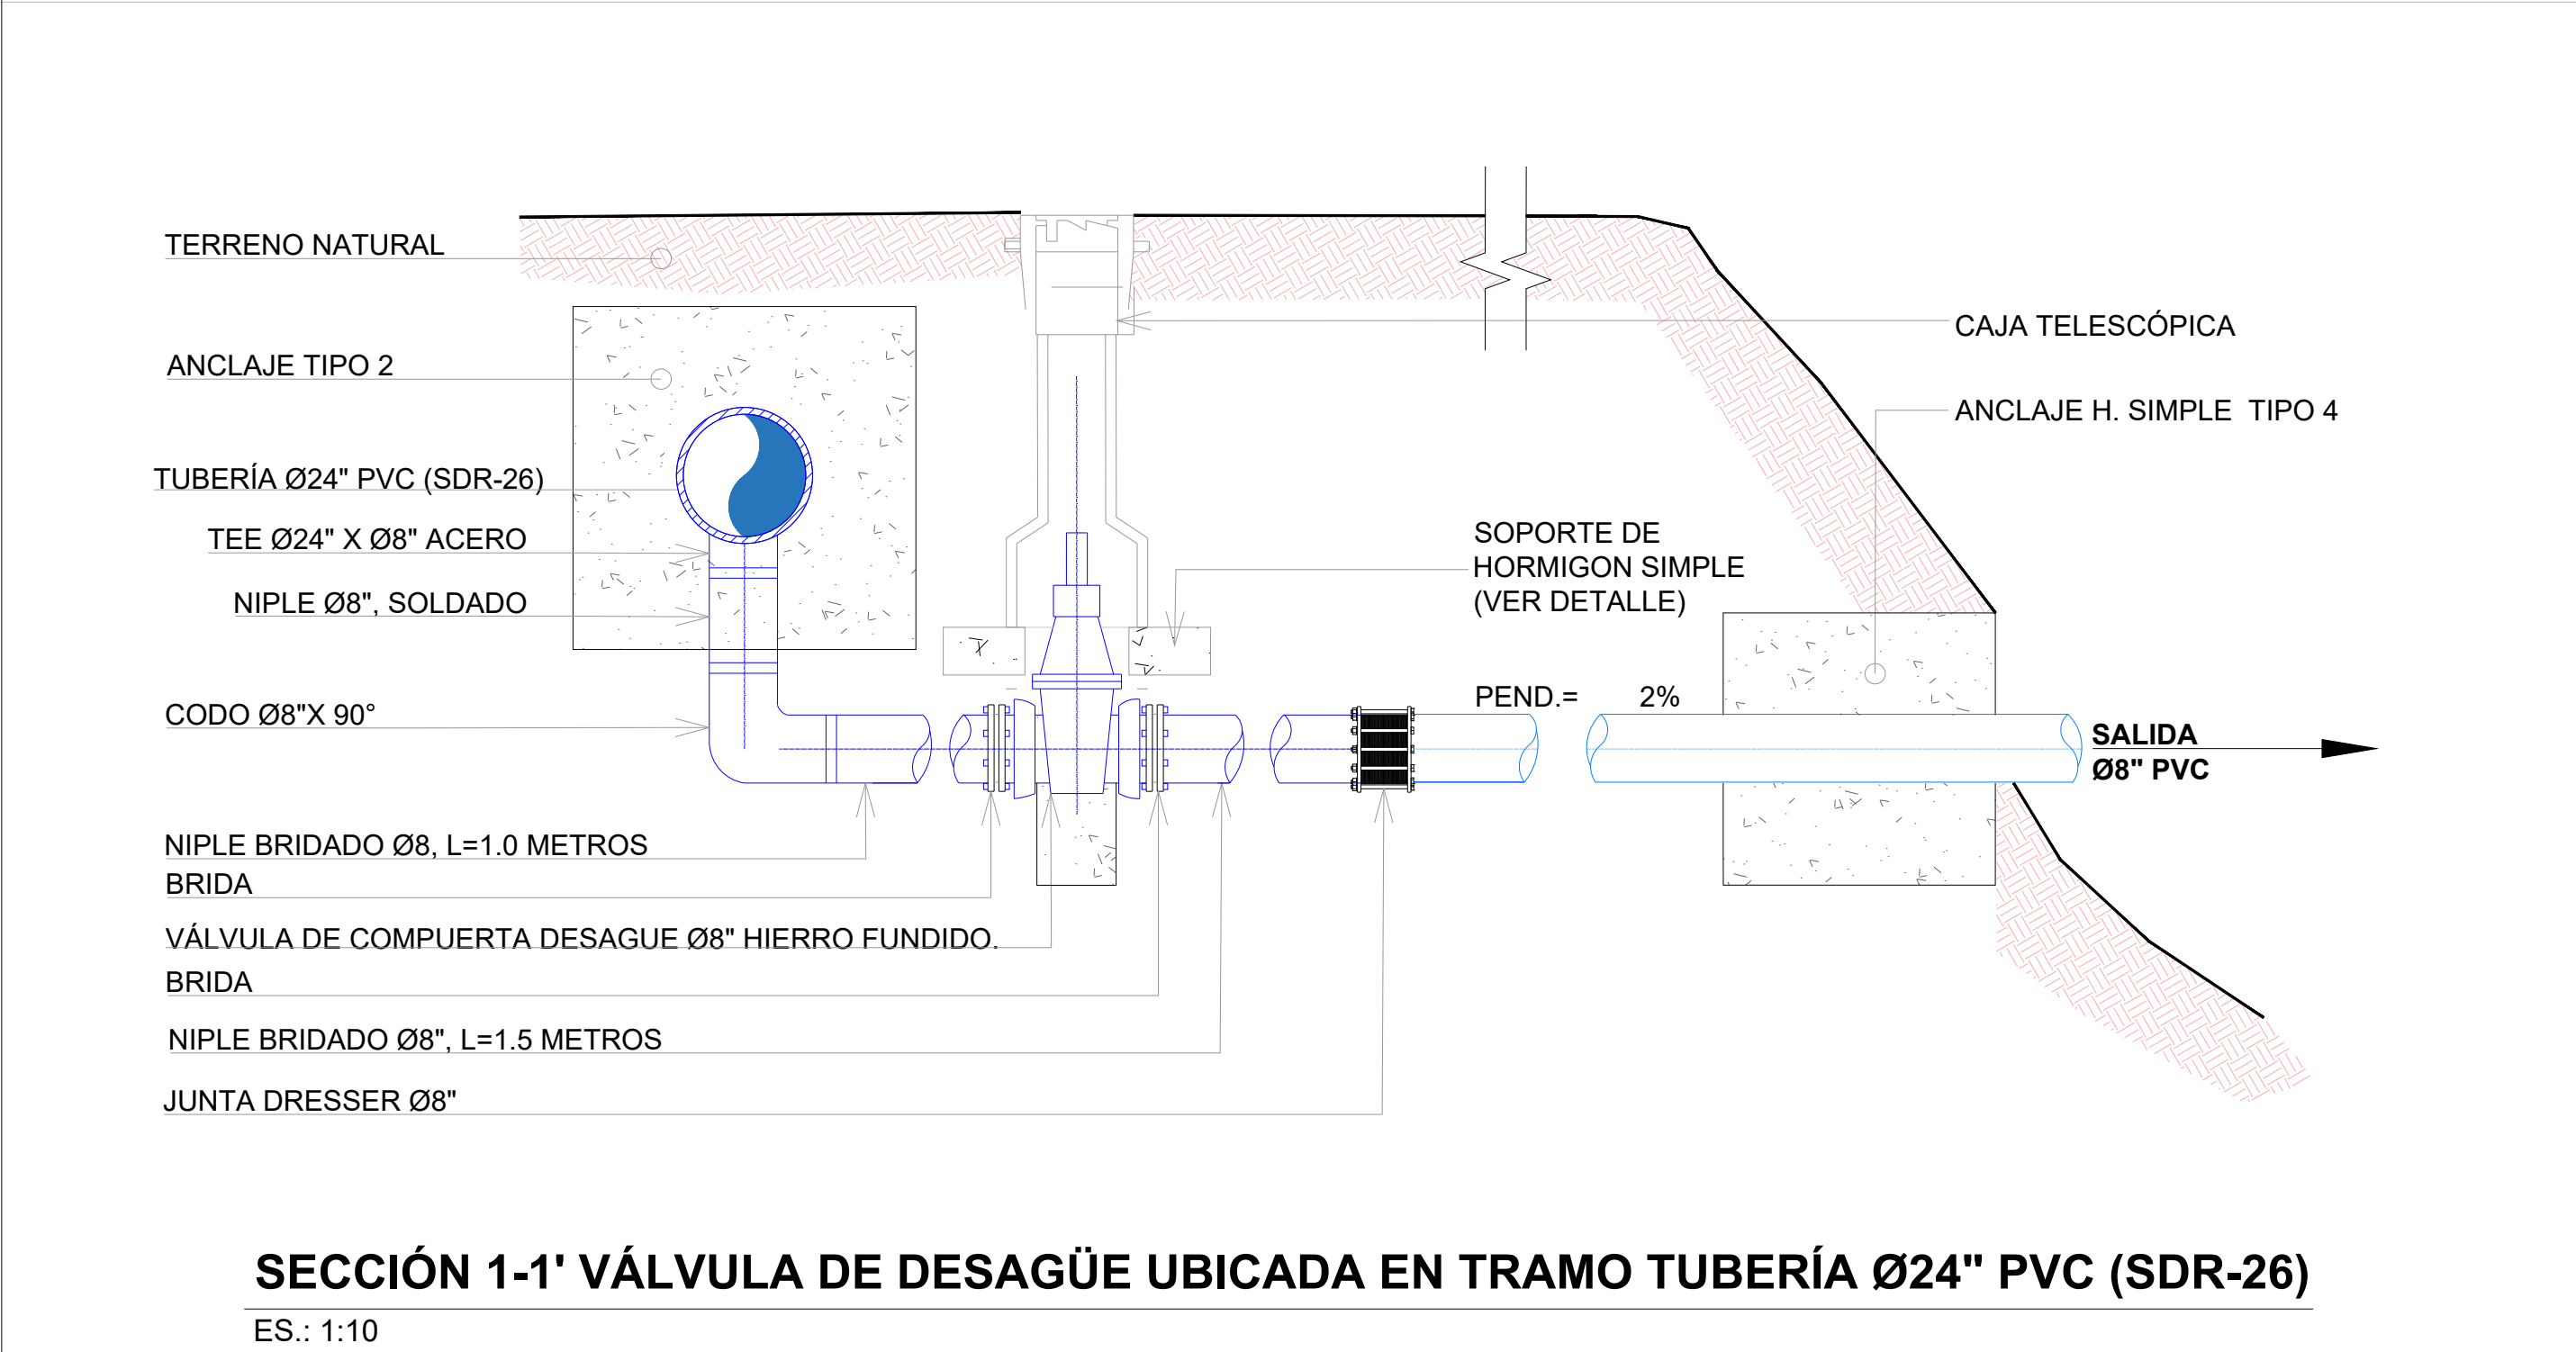 TERRENO NATURAL
ANCLAJE TIPO 2
TUBERÍA Ø24" PVC (SDR-26)
TEE Ø24" X Ø8" ACERO
NIPLE Ø8", SOLDADO
CODO Ø8"X 90°
NIPLE BRIDADO Ø8, L=1.0 METROS
BRIDA
VÁLVULA DE COMPUERTA DESAGUE Ø8" HIERRO FUNDIDO.
BRIDA
NIPLE BRIDADO Ø8", L=1.5 METROS
JUNTA DRESSER Ø8"
CAJA TELESCÓPICA
ANCLAJE H. SIMPLE TIPO 4
SOPORTE DE
HORMIGON SIMPLE
(VER DETALLE)
PEND.= 2%
SALIDA
Ø8" PVC
SECCIÓN 1-1' VÁLVULA DE DESAGÜE UBICADA EN TRAMO TUBERÍA Ø24" PVC (SDR-26)
ES.: 1:10